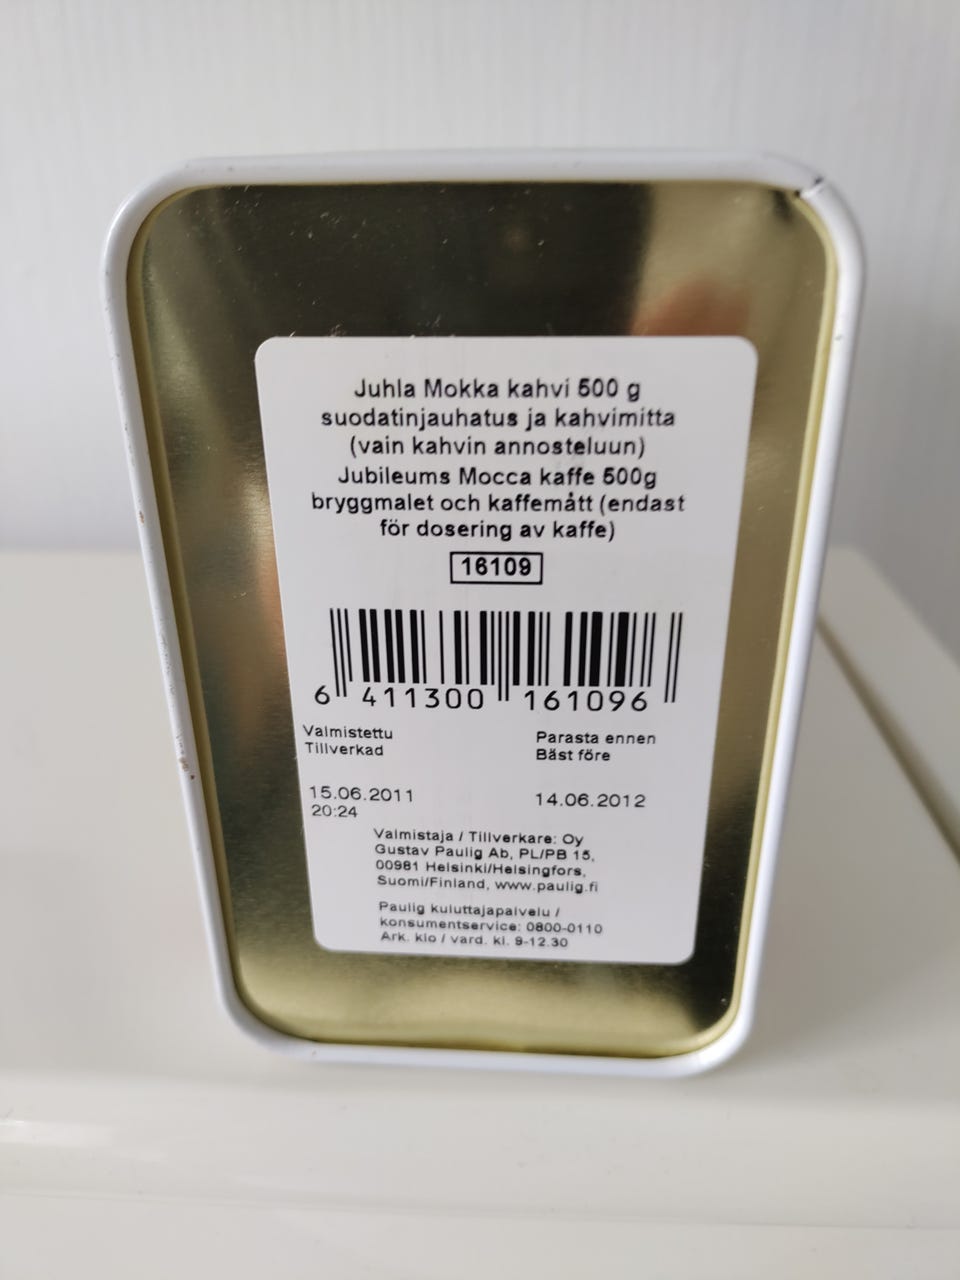 Juhla Mokka kahvi 500 g
suodatinjauhatus ja kahvimitta
(vain kahvin annosteluun)
Jubileums Mocca kaffe 500g
bryggmalet och kaffemått (endast
för dosering av kaffe)
16109
6 411300 161096
Valmistettu
Tillverkad
15.06.2011
20:24
Parasta ennen
Bäst före
14.06.2012
Valmistaja / Tillverkare: Oy
Gustav Paulig Ab, PL/PB 15,
00981 Helsinki/Helsingfors,
Suomi/Finland, www.paulig.fi
Paulig kuluttajapalvelu /
konsumentservice: 0800-0110
Ark. klo / vard. kl. 9-12.30